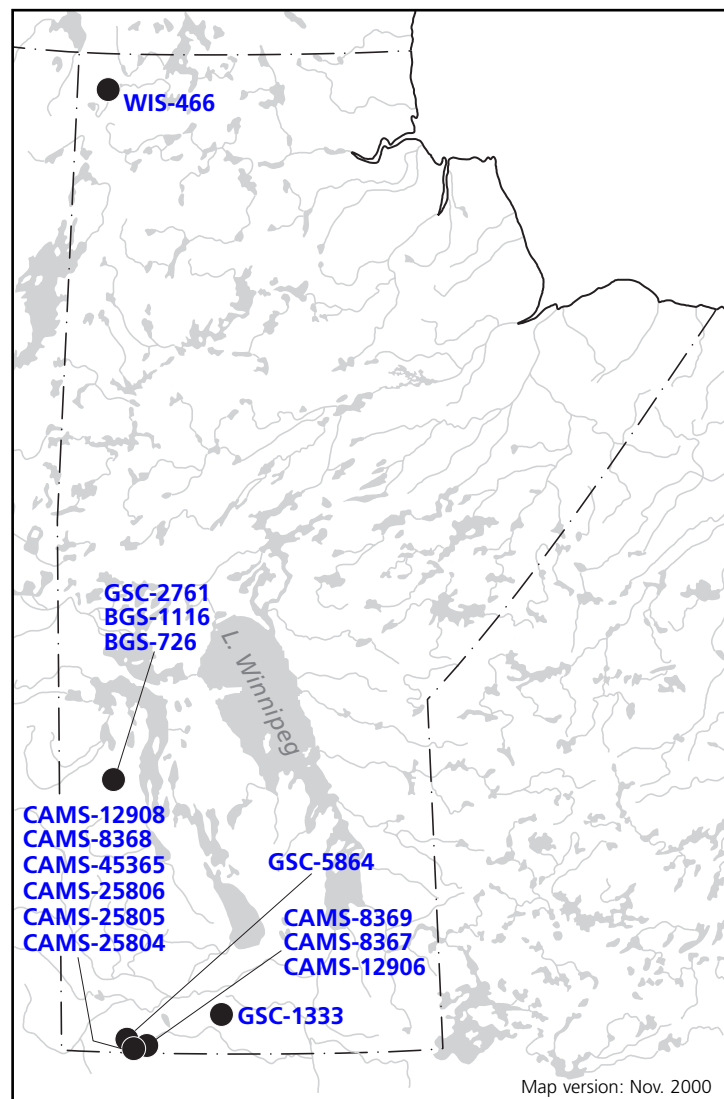 WIS-466
GSC-2761
BGS-1116
BGS-726
L. Winnipeg
CAMS-12908
CAMS-8368
CAMS-45365
CAMS-25806
CAMS-25805
CAMS-25804
GSC-5864
CAMS-8369
CAMS-8367
CAMS-12906
GSC-1333
Map version: Nov. 2000